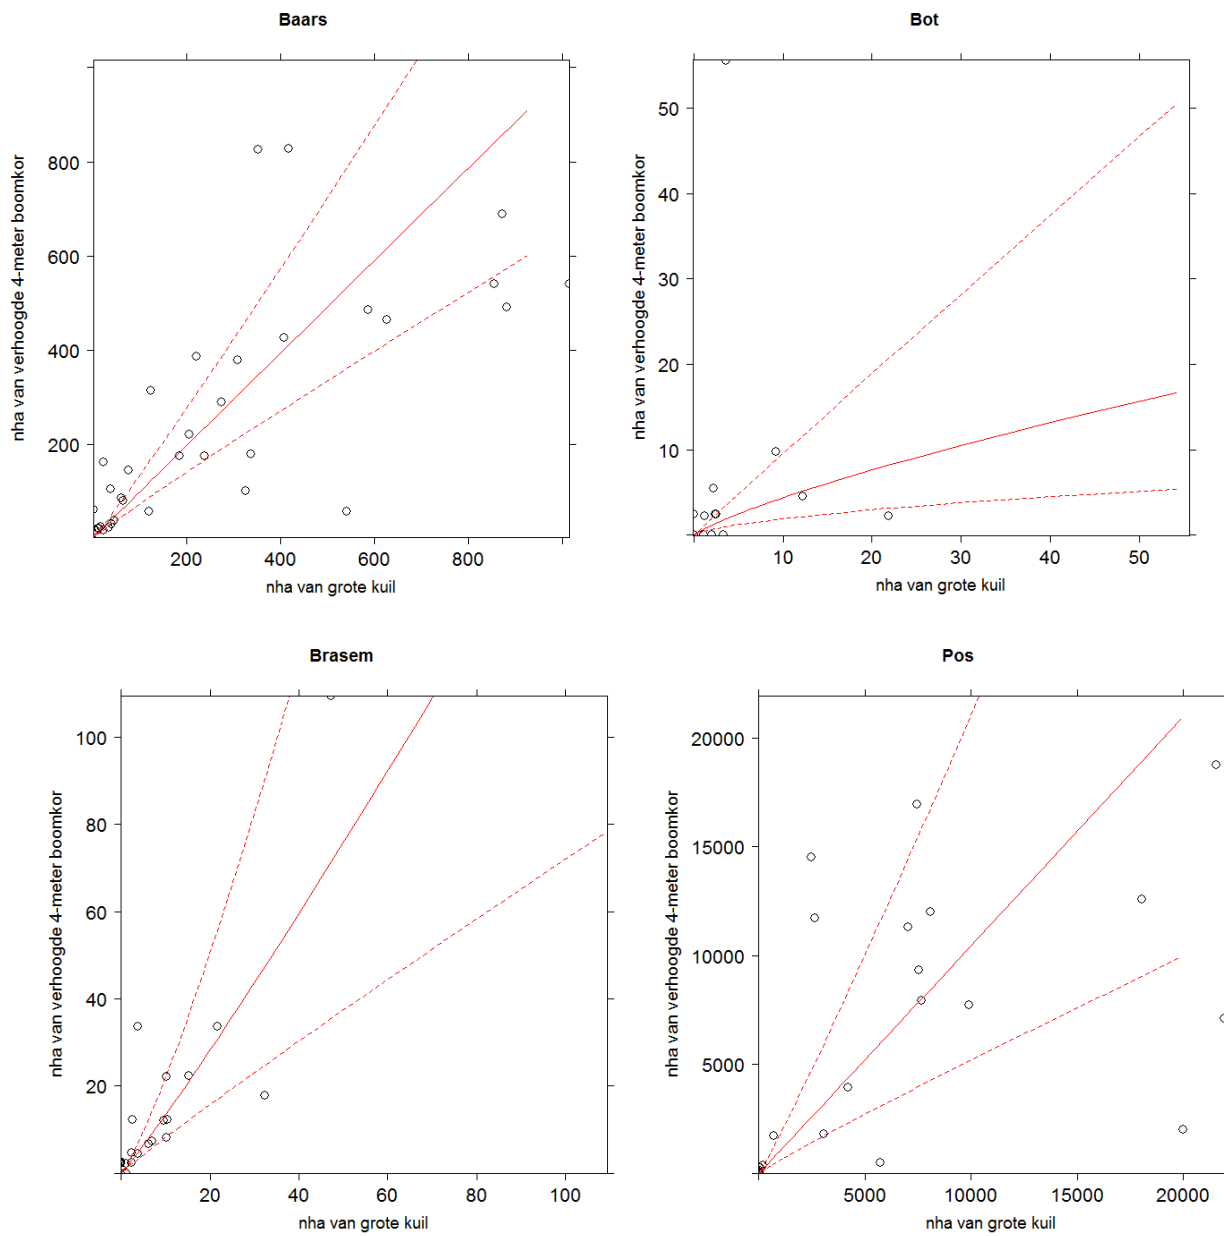 Baars
nha van verhoogde 4-meter boomkor
800
600
400
200
200 400 600 800
nha van grote kuil
Bot
nha van verhoogde 4-meter boomkor
50
40
30
20
10
10 20 30 40 50
nha van grote kuil
Brasem
nha van verhoogde 4-meter boomkor
100
80
60
40
20
20 40 60 80 100
nha van grote kuil
Pos
nha van verhoogde 4-meter boomkor
20000
15000
10000
5000
5000 10000 15000 20000
nha van grote kuil